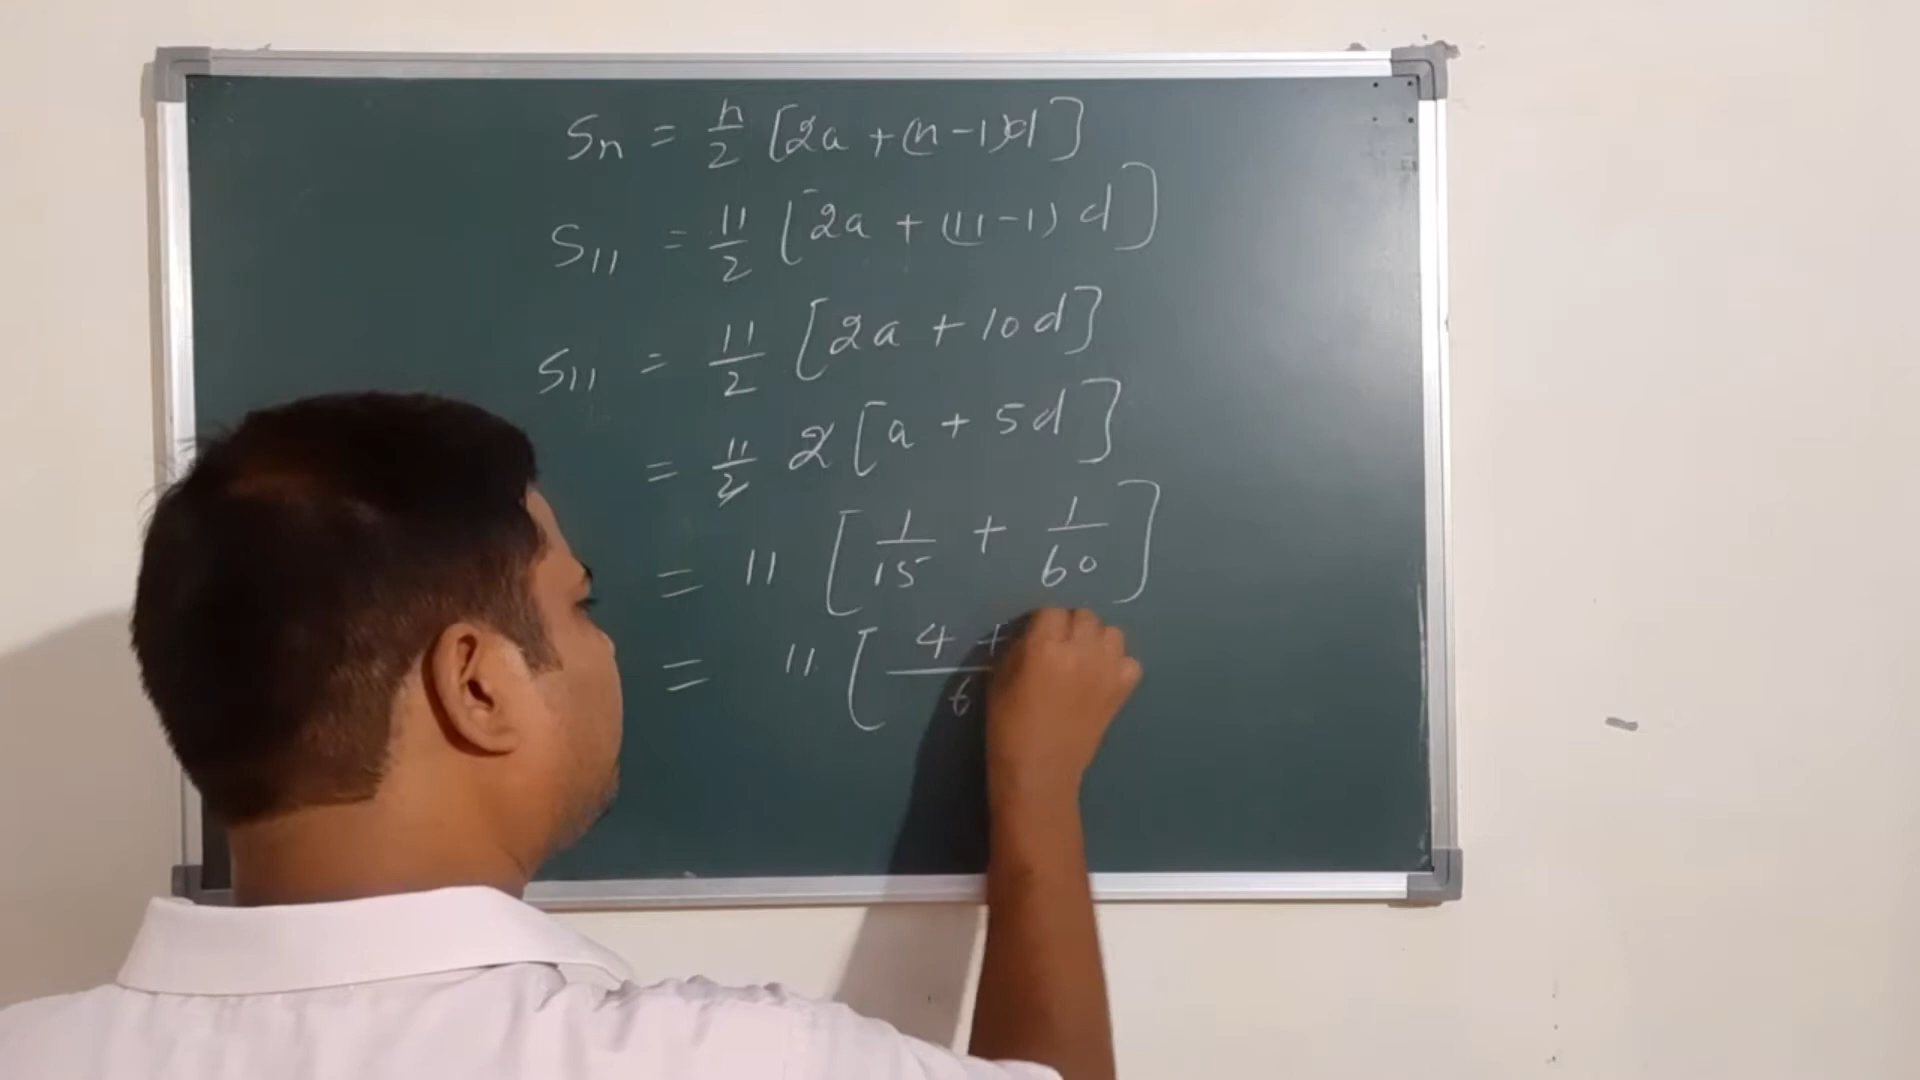 Sn = n/2 [2a + (n-1)d]
S11 = 11/2 [2a + (11-1) d]
S11 = 11/2 [2a + 10d]
= 11/2 2 [a + 5d]
= 11 [1/15 + 1/60]
= 11 [4 +/6